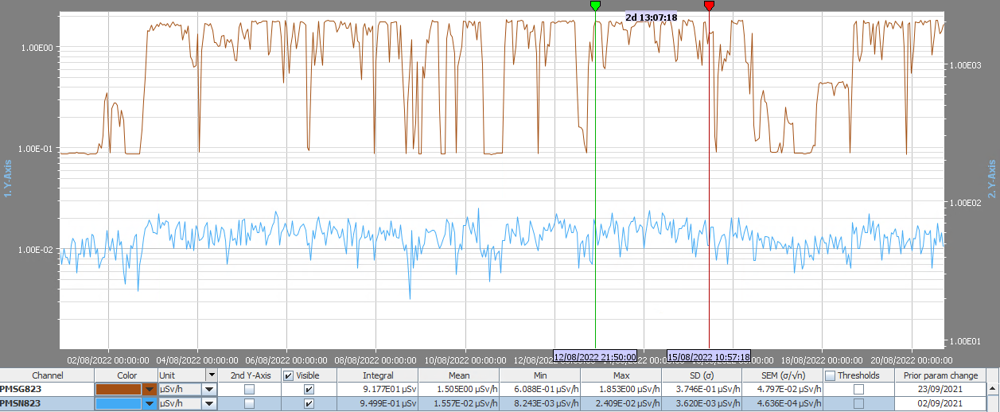 2d 13:07:18
1.00E00
1.00E03
1.00E-01
1. Y-Axis
2. Y-Axis
1.00E02
1.00E-02
1.00E01
12/08/2022 21:50:00 15/08/2022 10:57:18
02/08/2022 00:00:00 04/08/2022 00:00:00 06/08/2022 00:00:00 08/08/2022 00:00:00 10/08/2022 00:00:00 18/08/2022 00:00:00 20/08/2022 00:00:00
Channel Color Unit 2nd Y-Axis Visible Integral Mean Min Max SD (σ) SEM (σ/√n) Thresholds Prior param change
PMSG823 µSv/h 9.177E01 µSv 1.505E00 µSv/h 6.088E-01 µSv/h 1.853E00 µSv/h 3.746E-01 µSv/h 4.797E-02 µSv/h 23/09/2021
PMSN823 µSv/h 9.499E-01 µSv 1.557E-02 µSv/h 8.243E-03 µSv/h 2.409E-02 µSv/h 3.620E-03 µSv/h 4.636E-04 µSv/h 02/09/2021